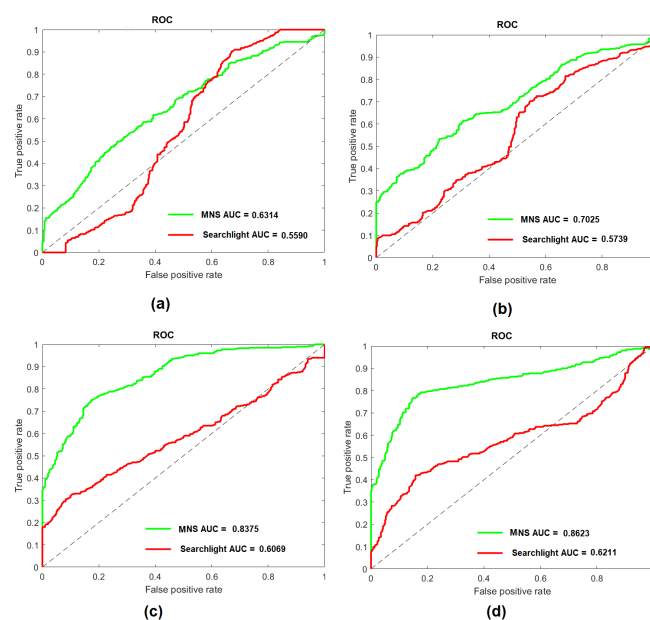 ROC
1
0.9
0.8
0.7
0.6
0.5
0.4
0.3
0.2
0.1
0
True positive rate
MNS AUC = 0.6314
Searchlight AUC = 0.5590
0 0.2 0.4 0.6 0.8 1
False positive rate
(a)
ROC
1
0.9
0.8
0.7
0.6
0.5
0.4
0.3
0.2
0.1
0
True positive rate
MNS AUC = 0.7025
Searchlight AUC = 0.5739
0 0.2 0.4 0.6 0.8
False positive rate
(b)
ROC
1
0.9
0.8
0.7
0.6
0.5
0.4
0.3
0.2
0.1
0
True positive rate
MNS AUC = 0.8375
Searchlight AUC = 0.6069
0 0.2 0.4 0.6 0.8 1
False positive rate
(c)
ROC
1
0.9
0.8
0.7
0.6
0.5
0.4
0.3
0.2
0.1
0
True positive rate
MNS AUC = 0.8623
Searchlight AUC = 0.6211
0 0.2 0.4 0.6 0.8
False positive rate
(d)